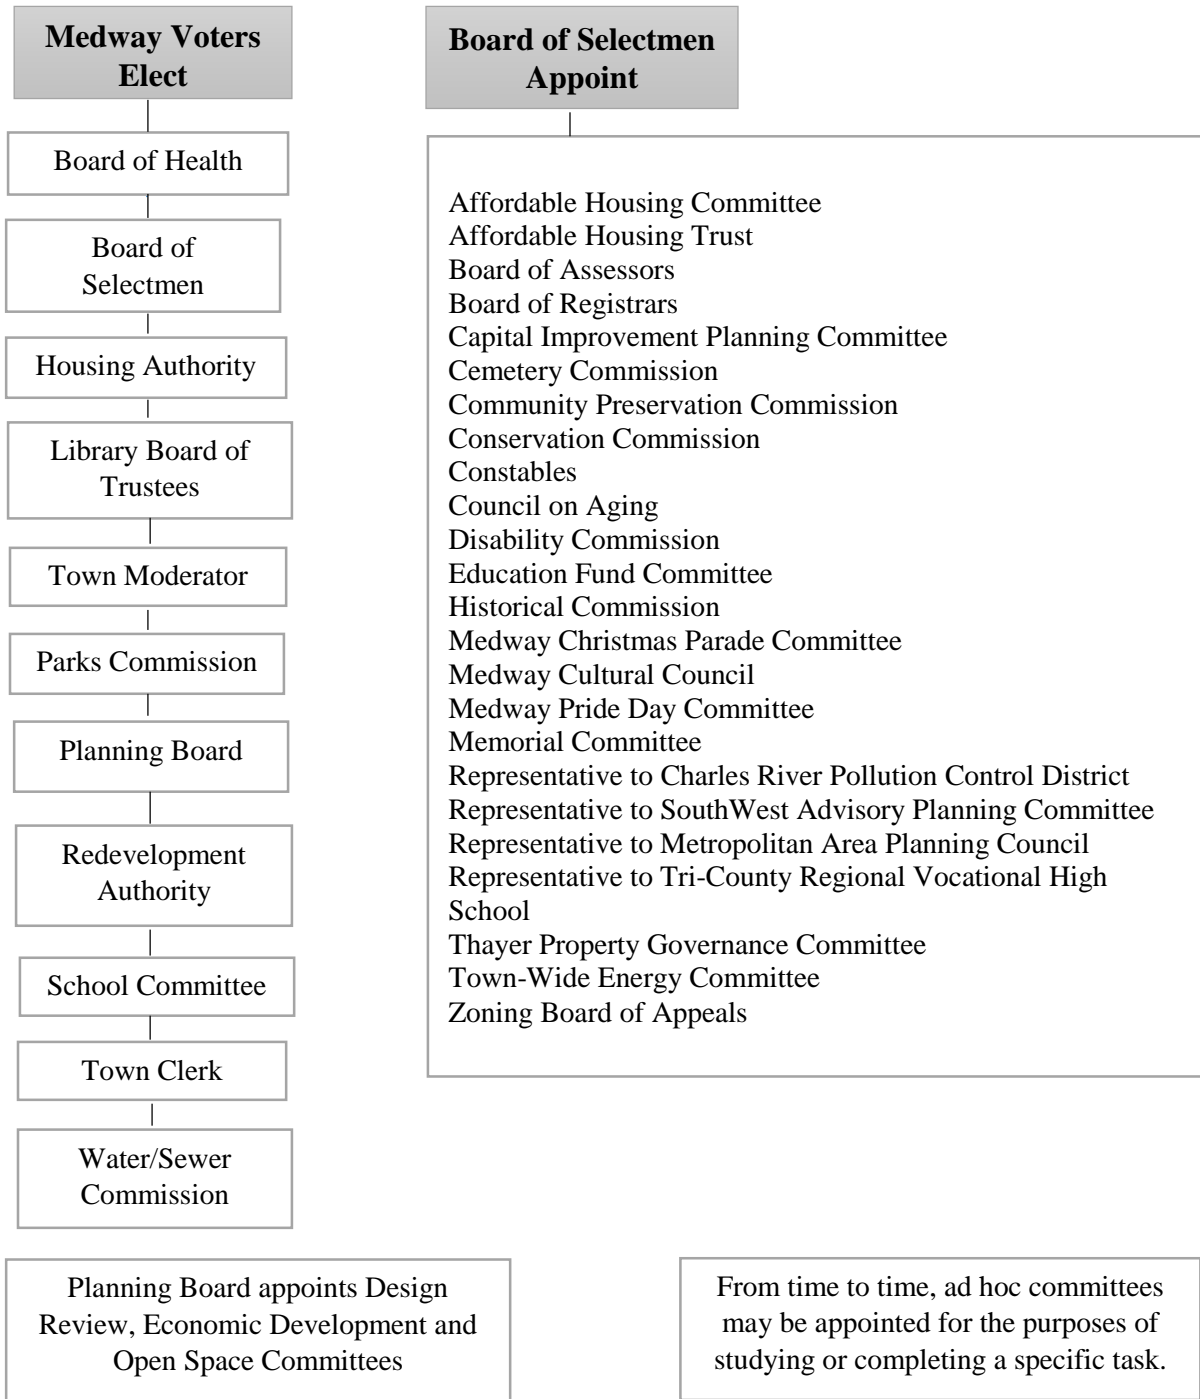 Medway Voters
Elect
Board of Health
Board of
Selectmen
Housing Authority
Library Board of
Trustees
Town Moderator
Parks Commission
Planning Board
Redevelopment
Authority
School Committee
Town Clerk
Water/Sewer
Commission
Board of Selectmen
Appoint
Affordable Housing Committee
Affordable Housing Trust
Board of Assessors
Board of Registrars
Capital Improvement Planning Committee
Cemetery Commission
Community Preservation Commission
Conservation Commission
Constables
Council on Aging
Disability Commission
Education Fund Committee
Historical Commission
Medway Christmas Parade Committee
Medway Cultural Council
Medway Pride Day Committee
Memorial Committee
Representative to Charles River Pollution Control District
Representative to SouthWest Advisory Planning Committee
Representative to Metropolitan Area Planning Council
Representative to Tri-County Regional Vocational High
School
Thayer Property Governance Committee
Town-Wide Energy Committee
Zoning Board of Appeals
Planning Board appoints Design
Review, Economic Development and
Open Space Committees
From time to time, ad hoc committees
may be appointed for the purposes of
studying or completing a specific task.